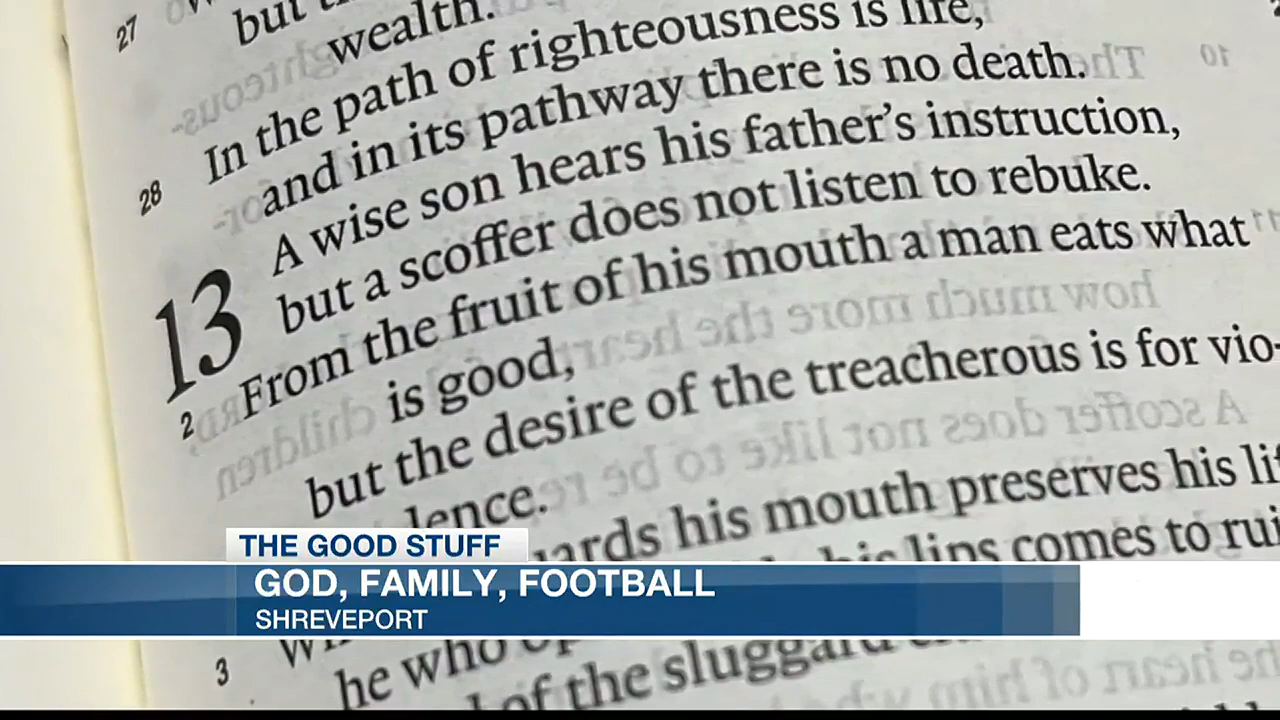 27
but
wealth.
In the path of righteousness is life,
28 and in its pathway there is no death.
13 A wise son hears his father's instruction,
but a scoffer does not listen to rebuke.
2 From the fruit of his mouth a man eats what
is good,
but the desire of the treacherous is for vio-
lence.
his mouth preserves his
lips comes to
3
he who
of the sluggard
THE GOOD STUFF
GOD, FAMILY, FOOTBALL
SHREVEPORT